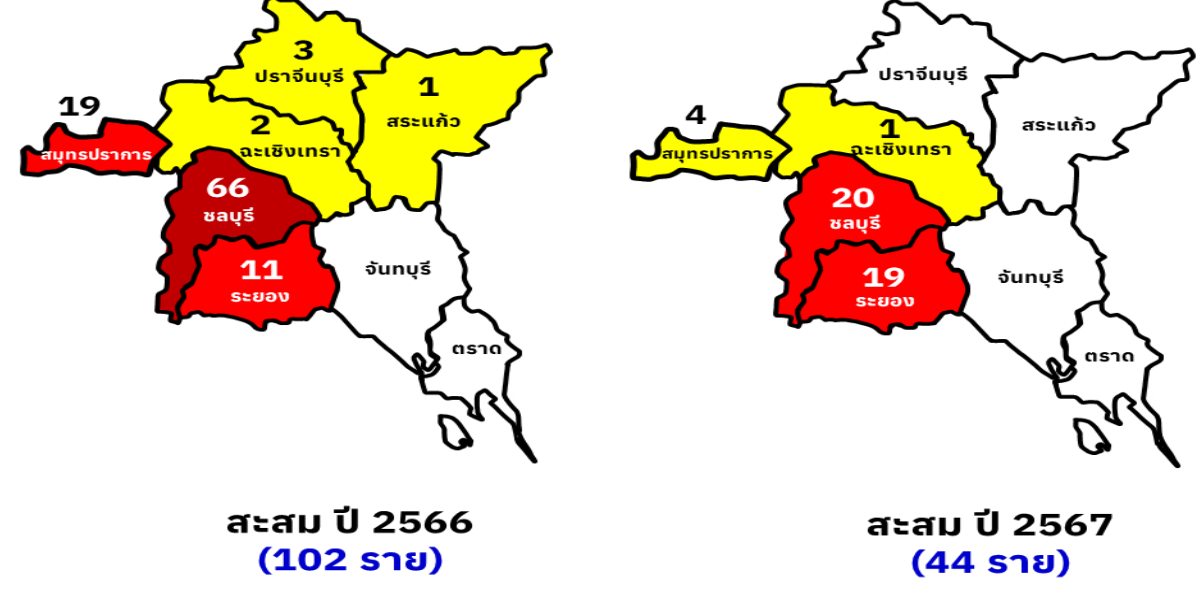 3
ปราจีนบุรี
1
สระแก้ว
19
สมุทรปราการ
2
ฉะเชิงเทรา
66
ชลบุรี
11
ระยอง
จันทบุรี
ตราด
สะสม ปี 2566
(102 ราย)
ปราจีนบุรี
สระแก้ว
4
สมุทรปราการ
1
ฉะเชิงเทรา
20
ชลบุรี
19
ระยอง
จันทบุรี
ตราด
สะสม ปี 2567
(44 ราย)